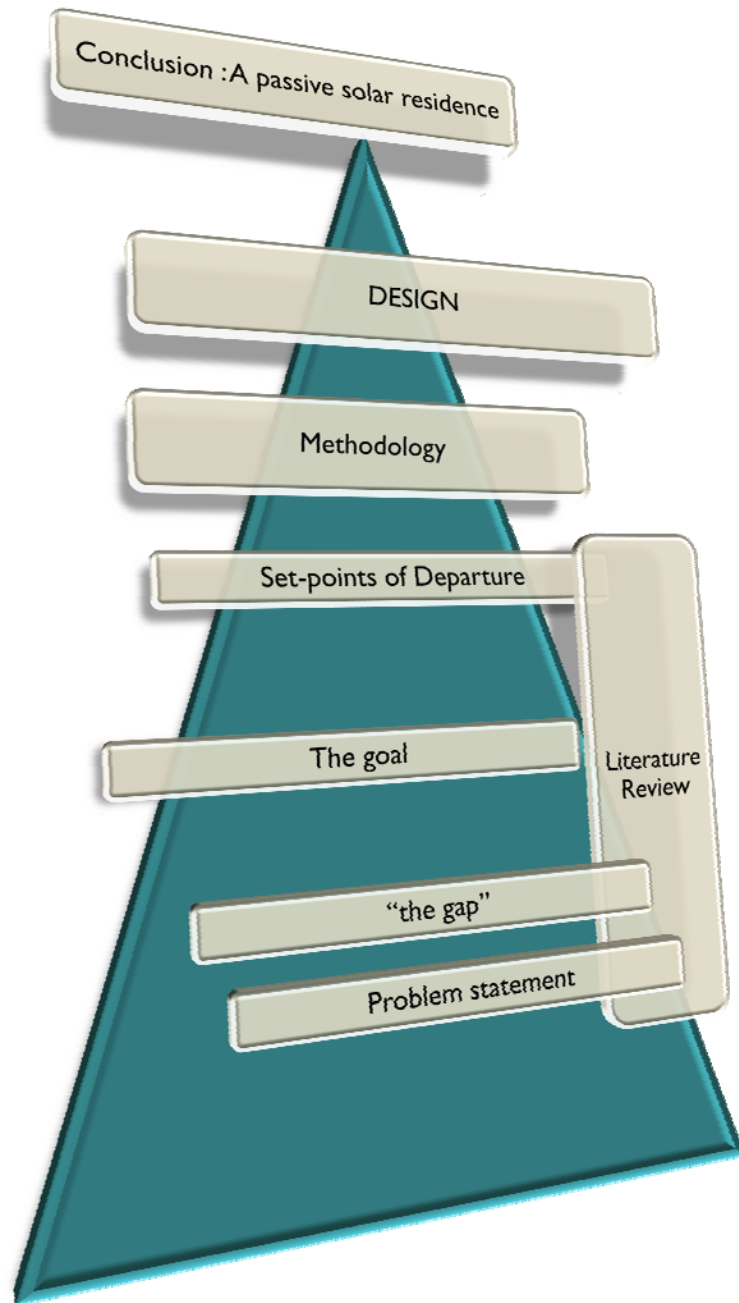 Conclusion : A passive solar residence
DESIGN
Methodology
Set-points of Departure
The goal
Literature
Review
“the gap”
Problem statement